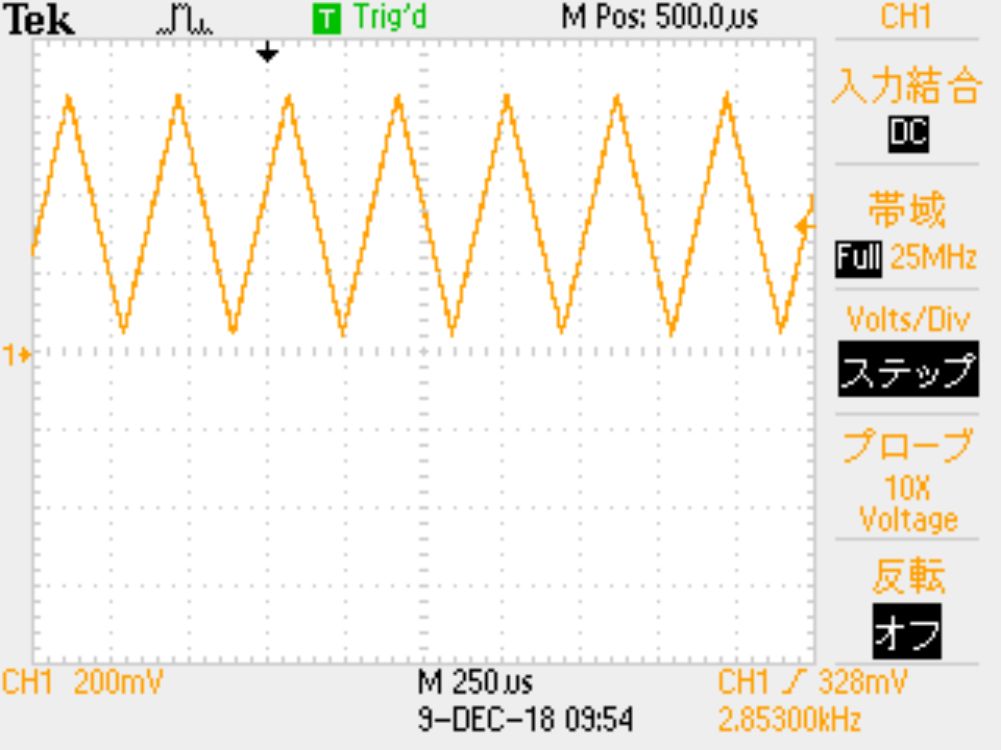 Tek T Trig'd M Pos: 500.0µs CH1
入力結合
DC
帯域
Full 25MHz
Volts/Div
ステップ
プローブ
10X
Voltage
反転
オフ
1
CH1 200mV M 250µs CH1 328mV
9-DEC-18 09:54 2.85300kHz